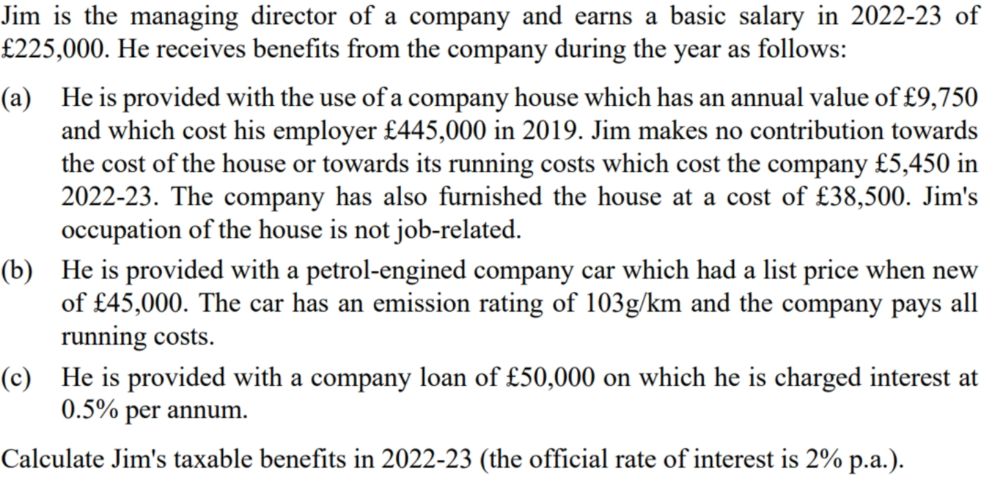 Jim is the managing director of a company and earns a basic salary in 2022-23 of
£225,000. He receives benefits from the company during the year as follows:
(a) He is provided with the use of a company house which has an annual value of £9,750
and which cost his employer £445,000 in 2019. Jim makes no contribution towards
the cost of the house or towards its running costs which cost the company £5,450 in
2022-23. The company has also furnished the house at a cost of £38,500. Jim's
occupation of the house is not job-related.
(b) He is provided with a petrol-engined company car which had a list price when new
of £45,000. The car has an emission rating of 103g/km and the company pays all
running costs.
(c) He is provided with a company loan of £50,000 on which he is charged interest at
0.5% per annum.
Calculate Jim's taxable benefits in 2022-23 (the official rate of interest is 2% p.a.).